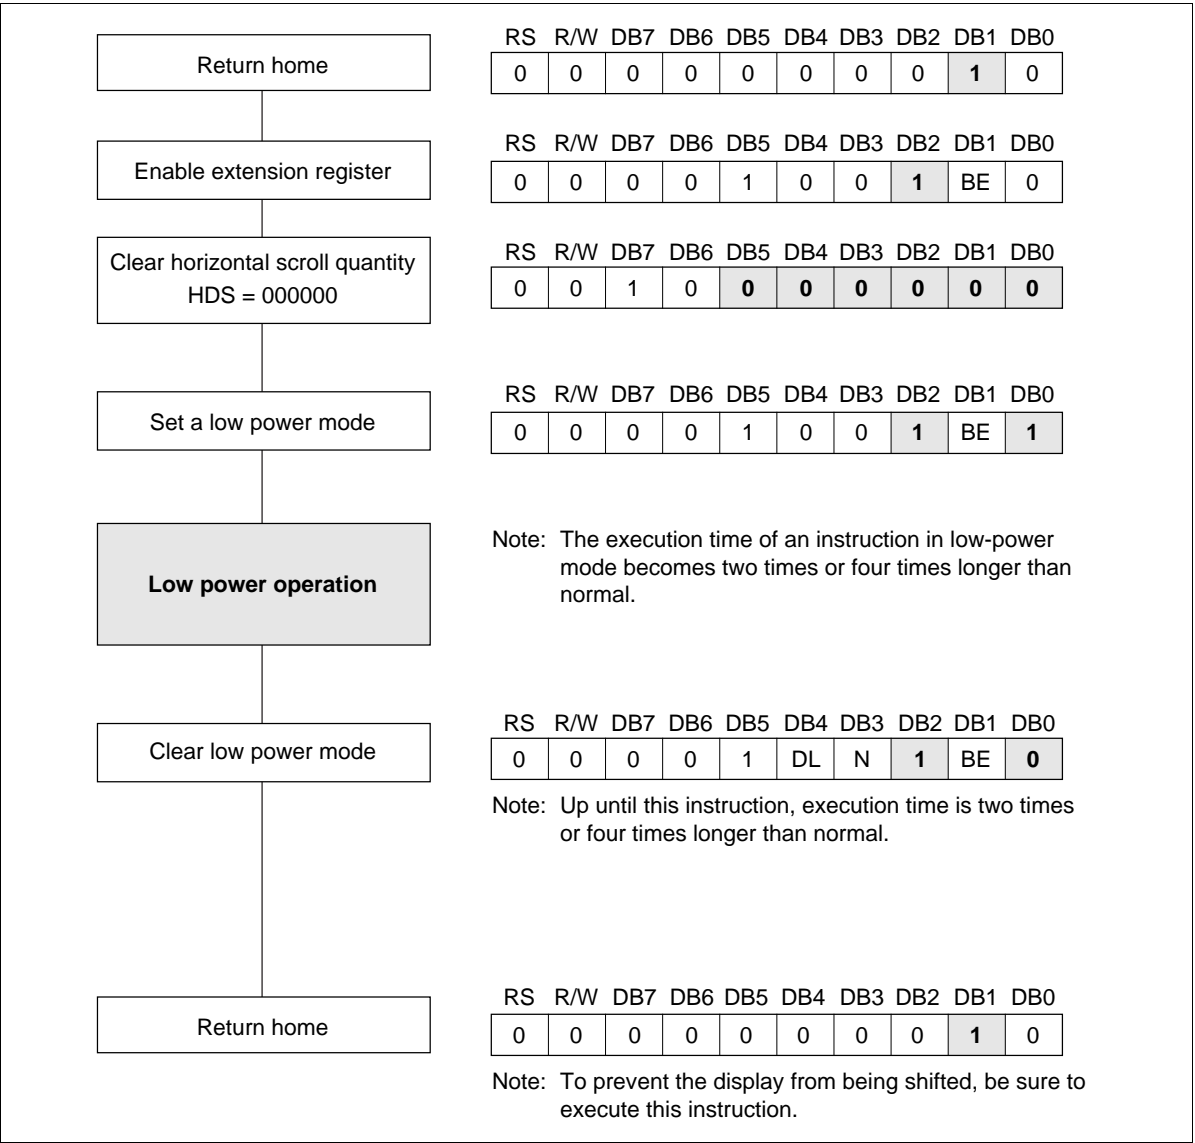 Return home
RS R/W DB7 DB6 DB5 DB4 DB3 DB2 DB1 DB0
0 0 0 0 0 0 0 0 1 0
Enable extension register
RS R/W DB7 DB6 DB5 DB4 DB3 DB2 DB1 DB0
0 0 0 0 1 0 0 1 BE 0
Clear horizontal scroll quantity
HDS = 000000
RS R/W DB7 DB6 DB5 DB4 DB3 DB2 DB1 DB0
0 0 1 0 0 0 0 0 0 0
Set a low power mode
RS R/W DB7 DB6 DB5 DB4 DB3 DB2 DB1 DB0
0 0 0 0 1 0 0 1 BE 1
Low power operation
Note: The execution time of an instruction in low-power
mode becomes two times or four times longer than
normal.
Clear low power mode
RS R/W DB7 DB6 DB5 DB4 DB3 DB2 DB1 DB0
0 0 0 0 1 DL N 1 BE 0
Note: Up until this instruction, execution time is two times
or four times longer than normal.
Return home
RS R/W DB7 DB6 DB5 DB4 DB3 DB2 DB1 DB0
0 0 0 0 0 0 0 0 1 0
Note: To prevent the display from being shifted, be sure to
execute this instruction.